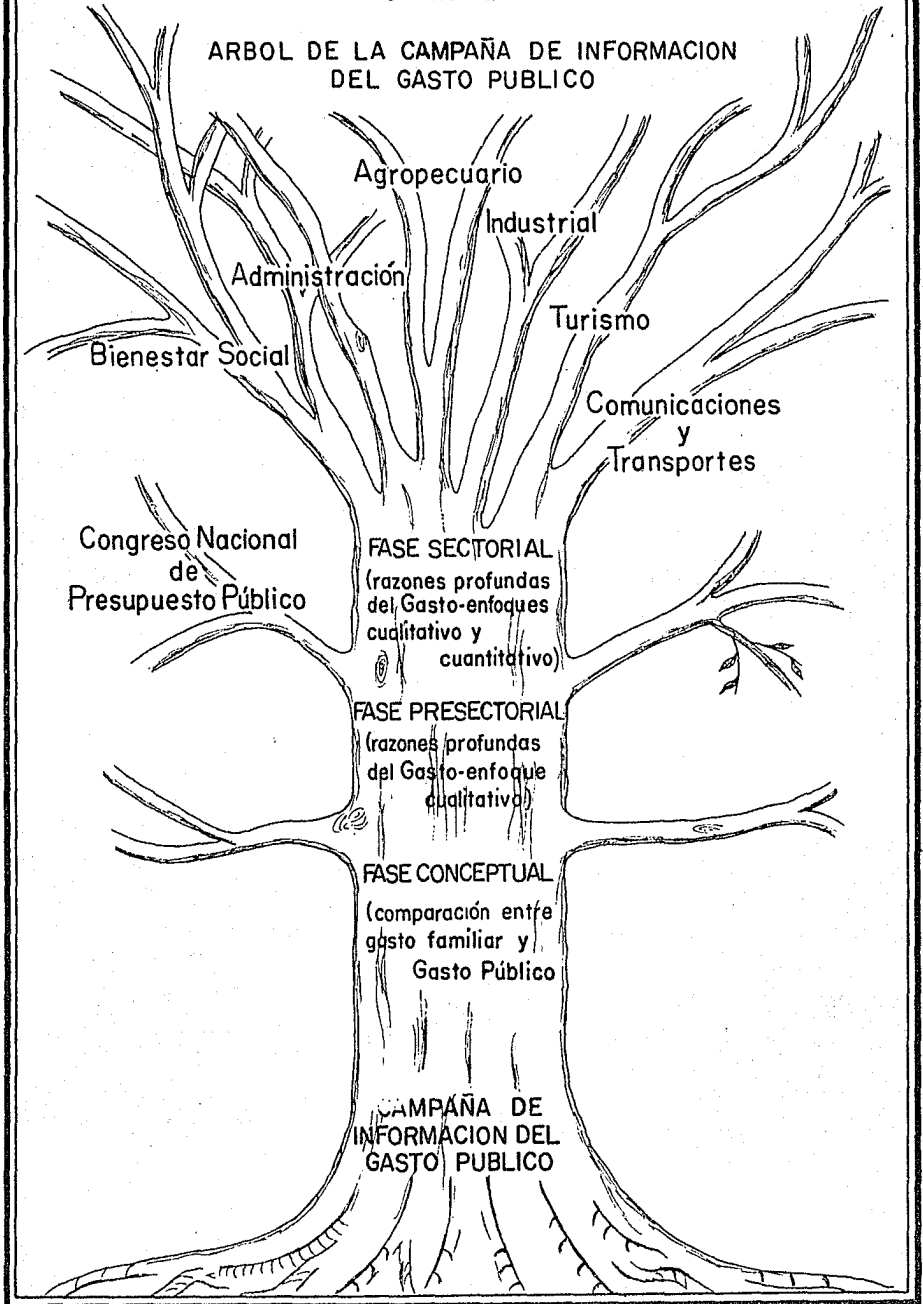 ARBOL DE LA CAMPAÑA DE INFORMACION
DEL GASTO PUBLICO
Agropecuario
Industrial
Administración
Turismo
Bienestar Social
Comunicaciones
y
Transportes
Congreso Nacional
de
Presupuesto Público
FASE SECTORIAL
(razones profundas
del Gasto-enfoques
cualitativo y
cuantitativo)
FASE PRESECTORIAL
(razones profundas
del Gasto-enfoque
cualitativo)
FASE CONCEPTUAL
(comparación entre
gasto familiar y
Gasto Público
CAMPAÑA DE
INFORMACION DEL
GASTO PUBLICO